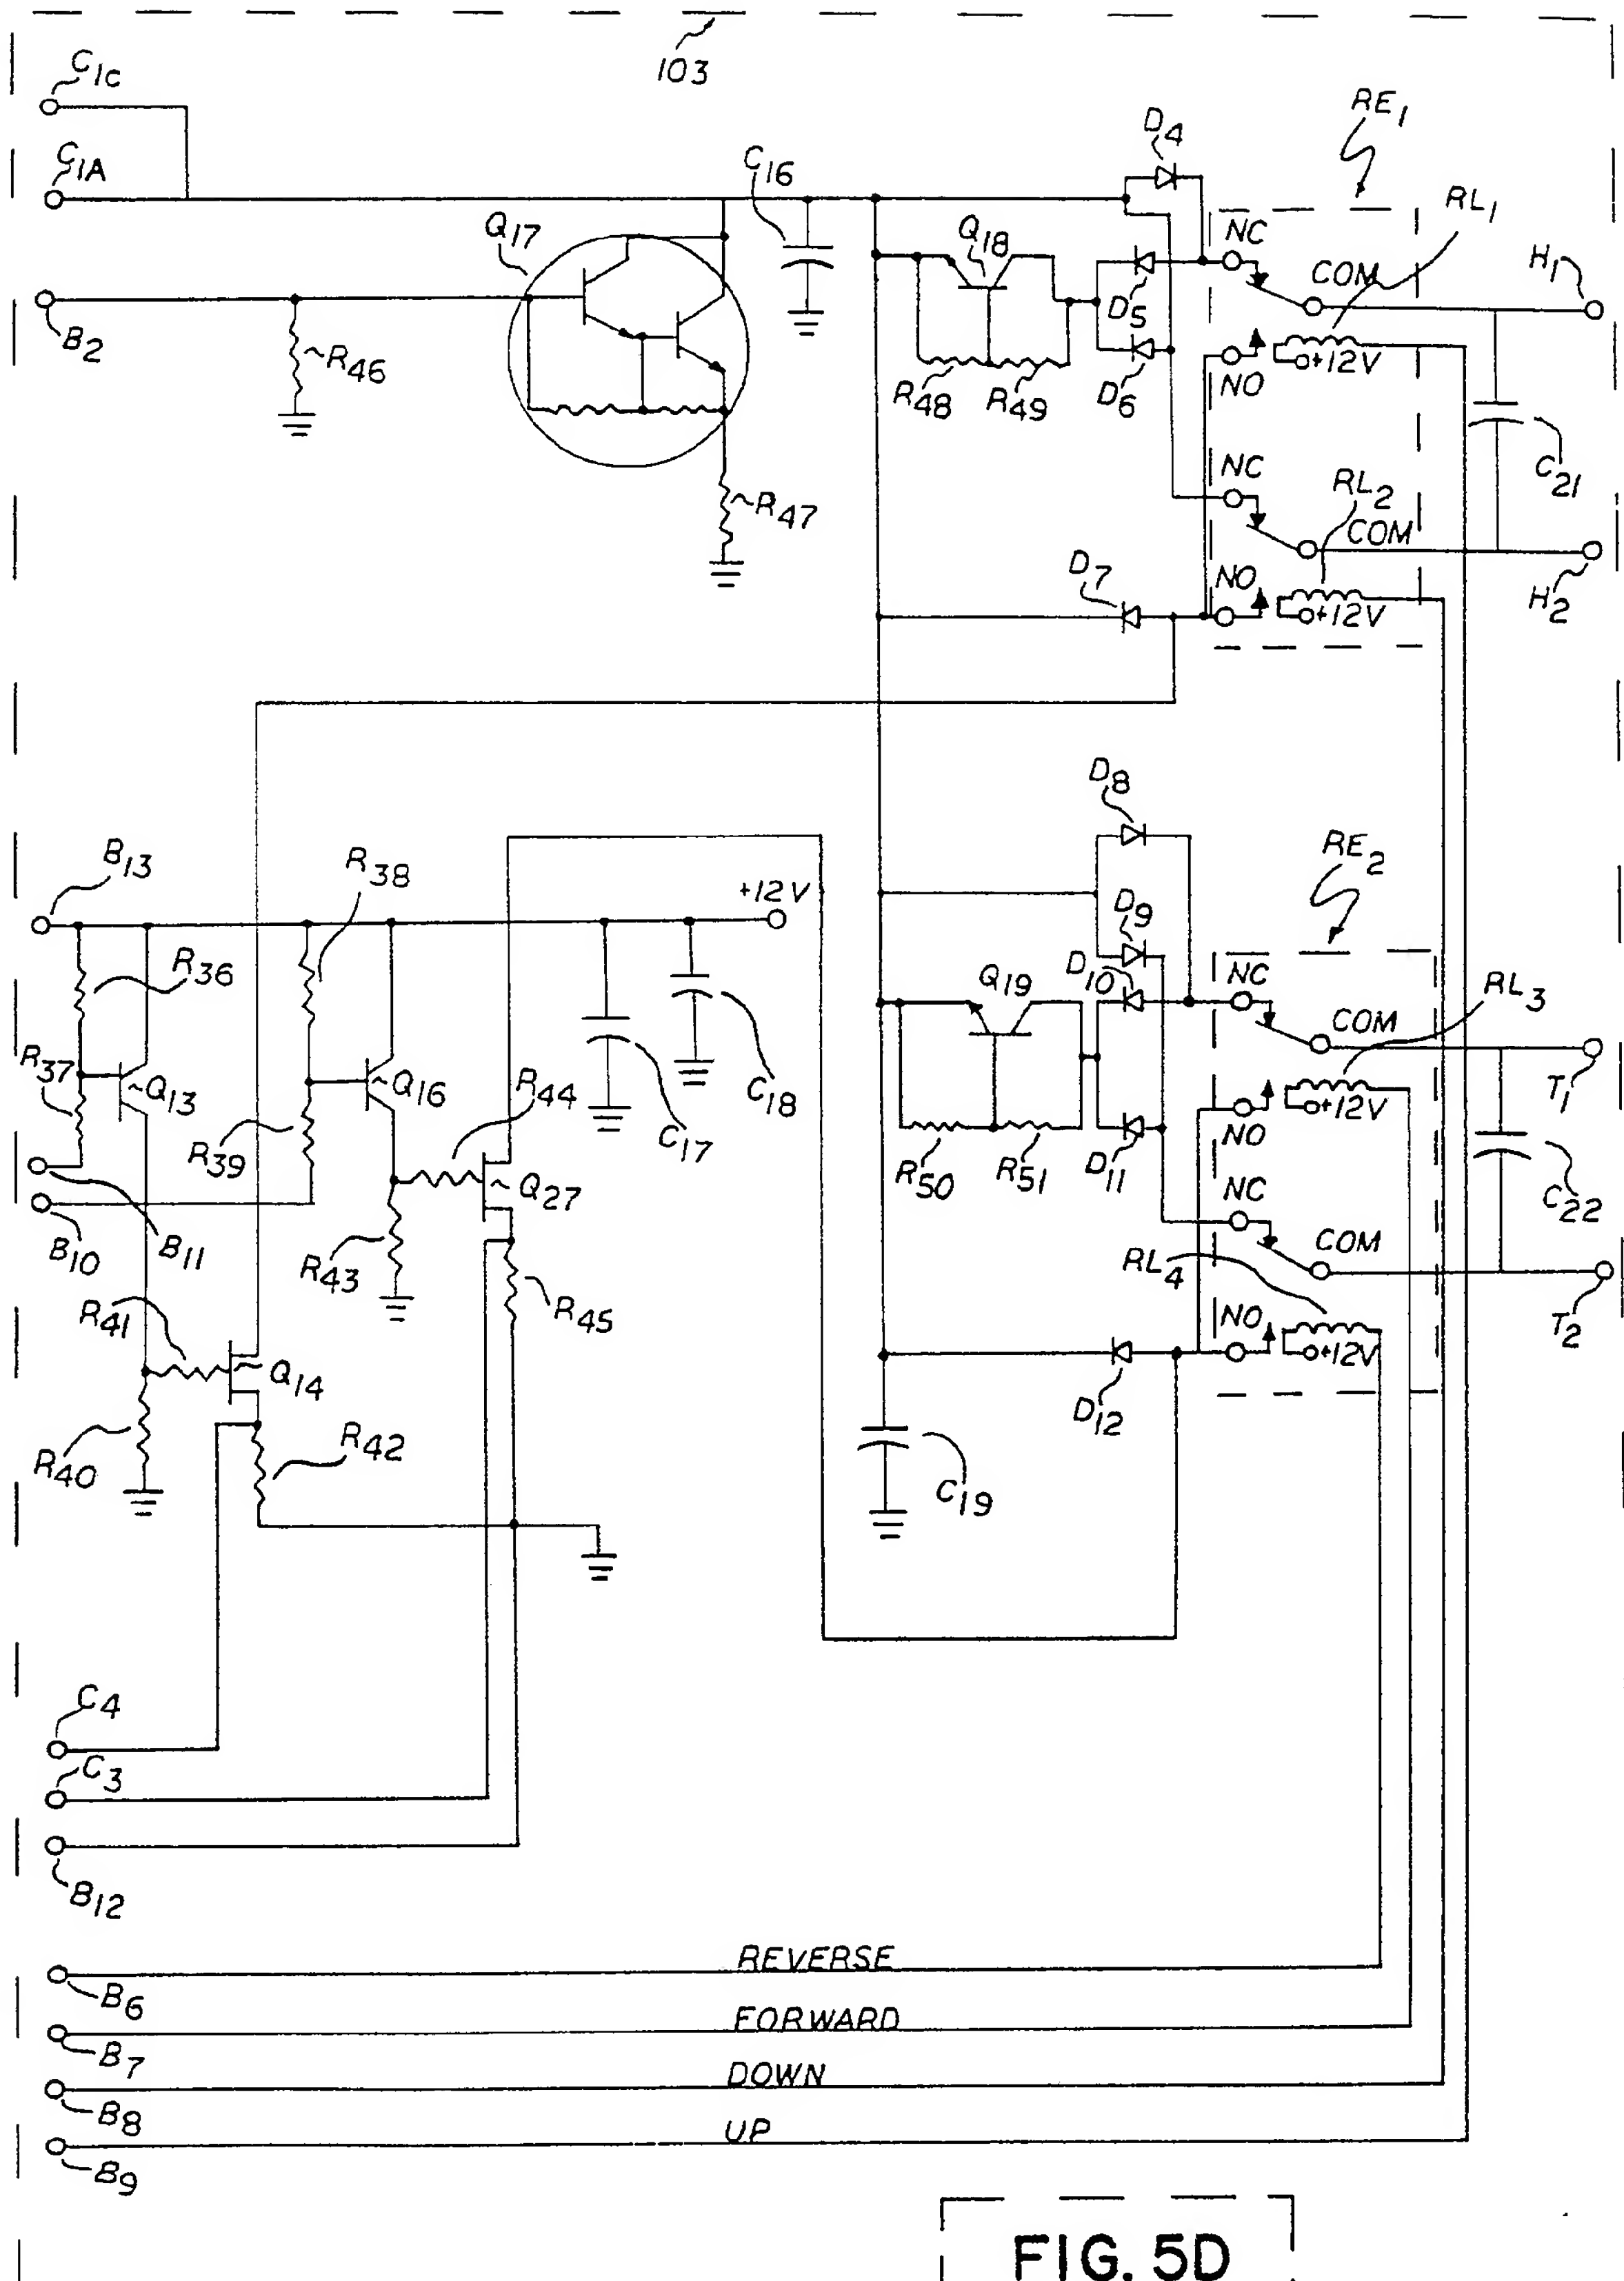 103
C1C
C1A
D4
RE1
C16
RL1
Q17
Q18
NC
COM
H1
B2
R46
D5
+12V
R48
R49
D6
NO
C21
NC
RL2
R47
COM
D7
NO
+12V
H2
D8
B13
R38
+12V
RE2
D9
R36
D10
NC
Q19
RL3
COM
R37
Q13
Q16
R44
C18
T1
+12V
C17
NO
R39
R50
R51
D11
Q27
NC
C22
B10
B11
R43
COM
RL4
R41
R45
NO
T2
+12V
Q14
D12
R42
R40
C19
C4
C3
B12
REVERSE
B6
FORWARD
B7
DOWN
B8
UP
B9
FIG. 5D